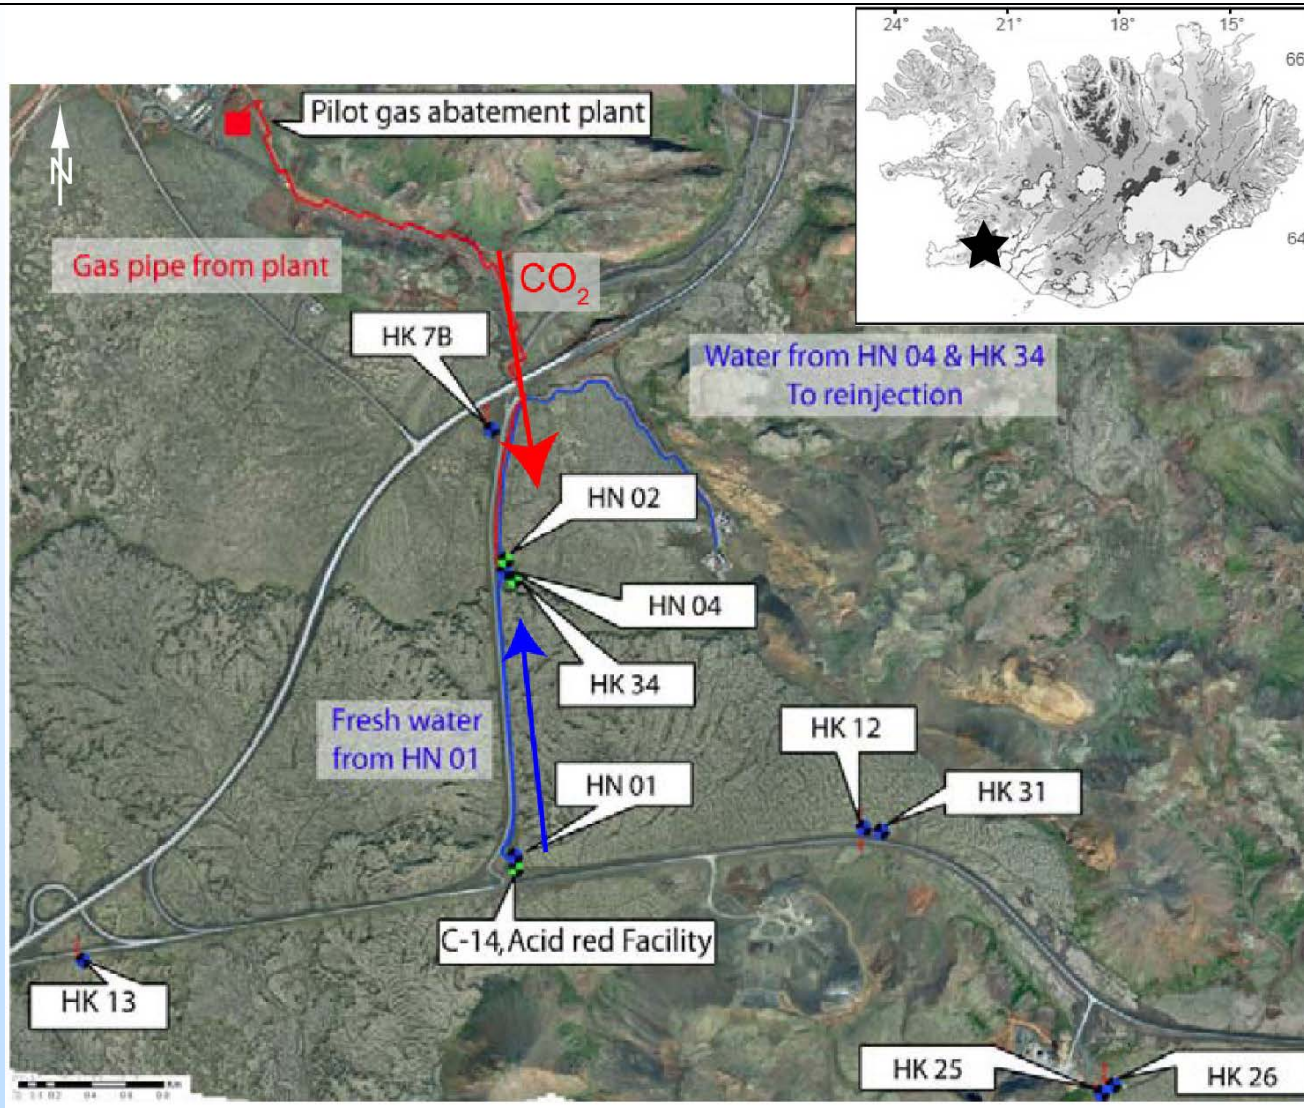 24° 21° 18° 15°
66
64
Pilot gas abatement plant
N
Gas pipe from plant
CO₂
HK 7B
Water from HN 04 & HK 34
To reinjection
HN 02
HN 04
HK 34
Fresh water
from HN 01
HK 12
HN 01
HK 31
C-14,Acid red Facility
HK 13
HK 25
HK 26